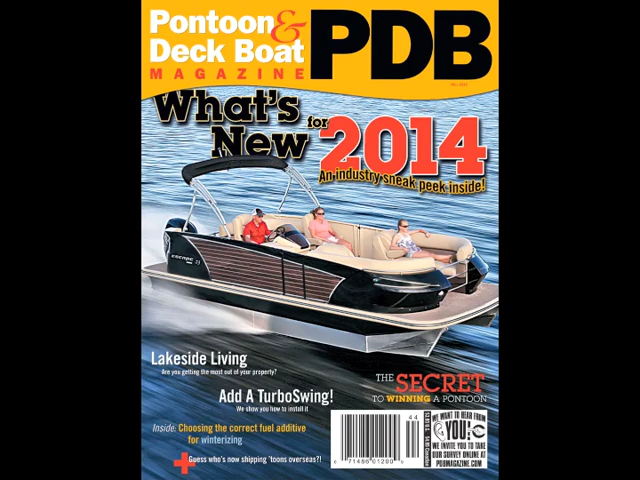 Pontoon &
Deck Boat
MAGAZINE
PDB
What's
New for
2014
An industry sneak peek inside!
ESCAPE
Lakeside Living
Are you getting the most out of your property?
Add A TurboSwing!
We show you how to install it
Inside: Choosing the correct fuel additive
for winterizing
Guess who's now shipping 'toons overseas?!
THE SECRET
TO WINNING A PONTOON
44
WE WANT TO HEAR FROM
YOU
WE INVITE YOU TO TAKE
OUR SURVEY ONLINE AT
PDBMAGAZINE.COM